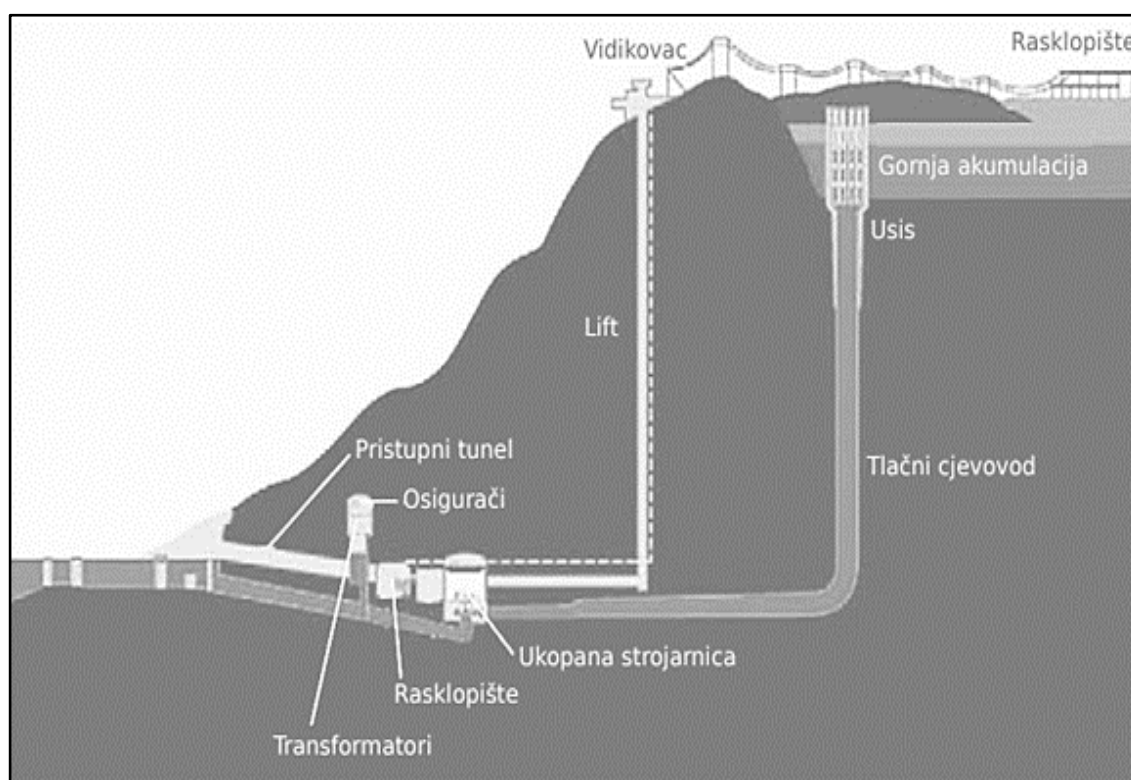 Vidikovac
Rasklopište
Gornja akumulacija
Usis
Lift
Pristupni tunel
Tlačni cjevovod
Osigurači
Ukopana strojarnica
Rasklopište
Transformatori